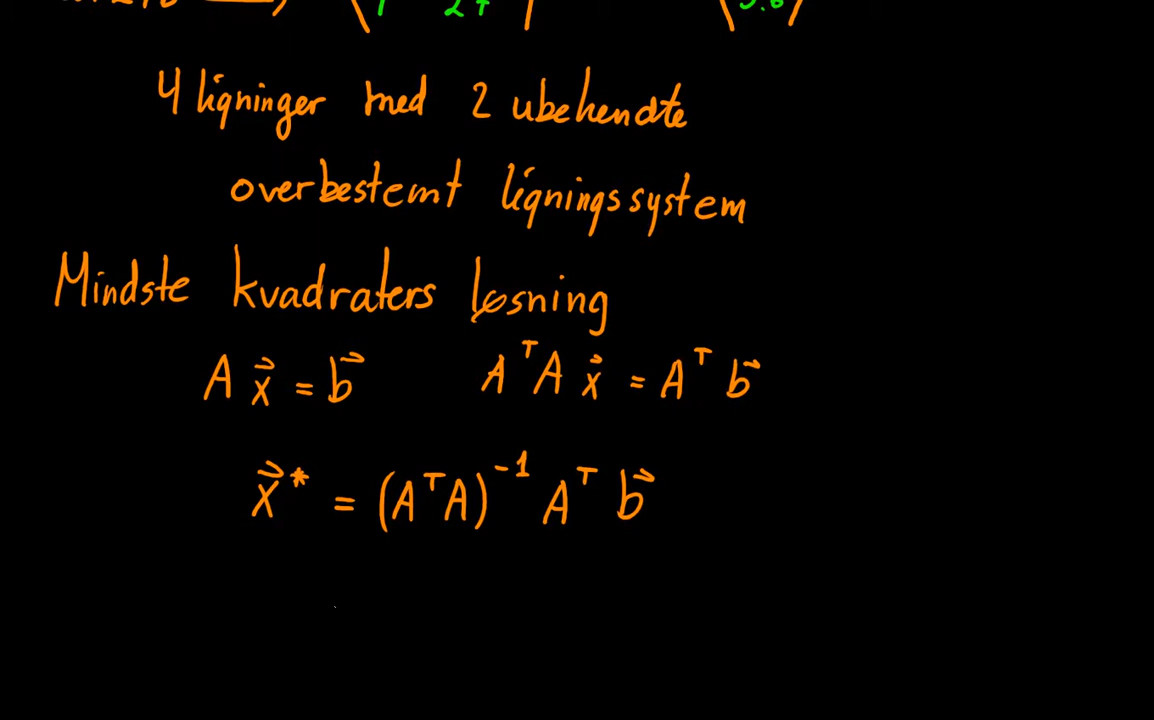 4 ligninger med 2 ubekendte
overbestemt ligningssystem
Mindste kvadraters løsning
A x⃗ = b⃗    AᵀA x⃗ = Aᵀ b⃗
x⃗* = (AᵀA)⁻¹ Aᵀ b⃗